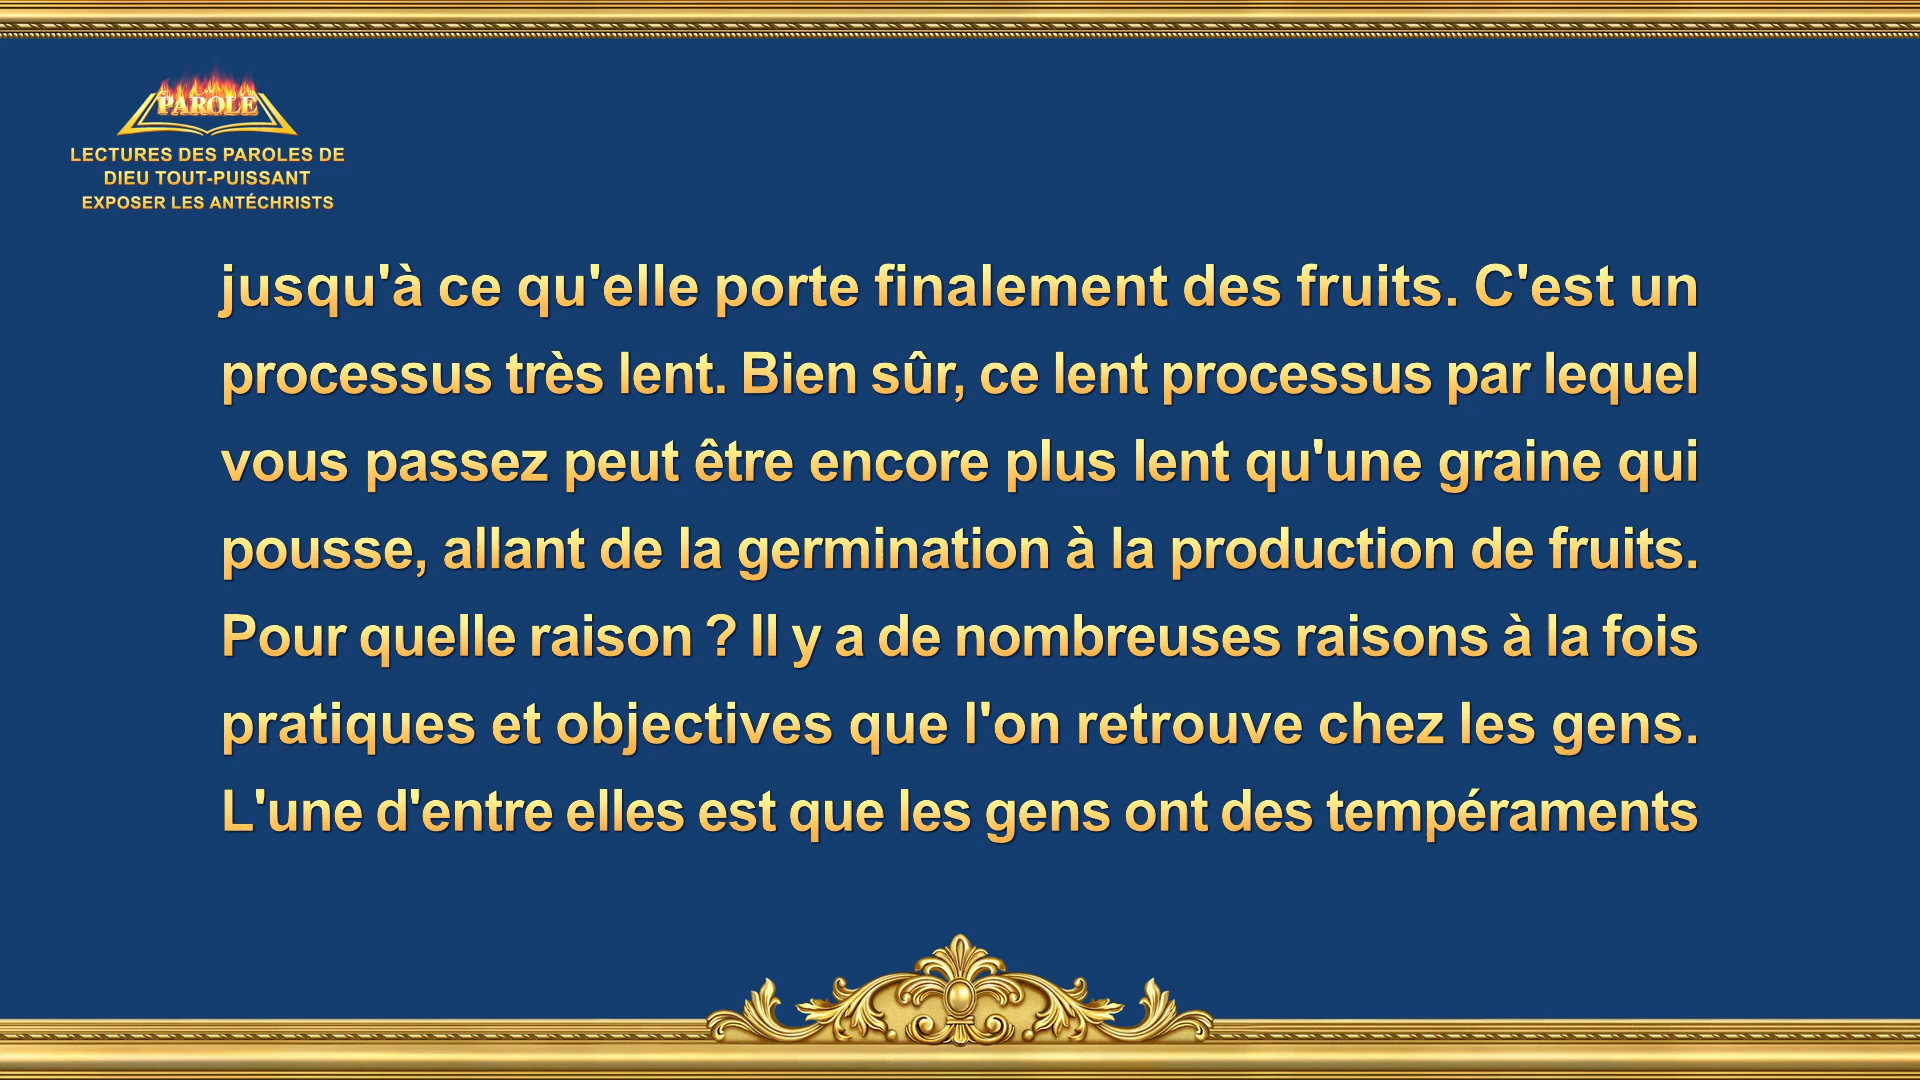 PAROLE
LECTURES DES PAROLES DE
DIEU TOUT-PUISSANT
EXPOSER LES ANTÉCHRISTS
jusqu'à ce qu'elle porte finalement des fruits. C'est un
processus très lent. Bien sûr, ce lent processus par lequel
vous passez peut être encore plus lent qu'une graine qui
pousse, allant de la germination à la production de fruits.
Pour quelle raison ? Il y a de nombreuses raisons à la fois
pratiques et objectives que l'on retrouve chez les gens.
L'une d'entre elles est que les gens ont des tempéraments